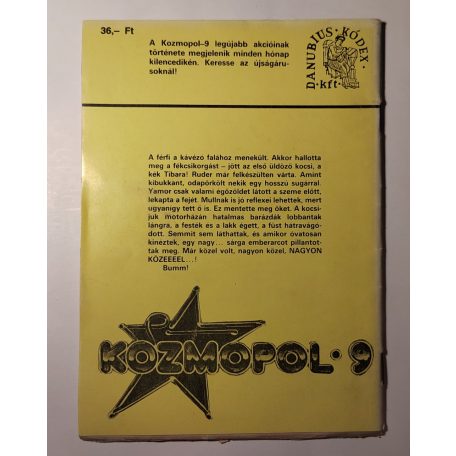 36,– Ft
A Kozmopol–9 legújabb akcióinak
története megjelenik minden hónap
kilencedikén. Keresse az újságáru-
soknál!
DANUBIUS · KÓDEX ·
· kft ·
A férfi a kávézó falához menekült. Akkor hallotta
meg a fékcsikorgást – jött az első üldöző kocsi, a
kék Tibara! Ruder már felkészülten várta. Amint
kibukkant, odapörkölt nekik egy hosszú sugárral.
Yamor csak valami egözöldet látott a szeme előtt,
lekapta a fejét. Mullnak is jó reflexei lehettek, mert
ugyanígy tett ő is. Ez mentette meg őket. A kocsi-
juk motorházán hatalmas barázdák lobbantak
lángra, a festék és a lakk égett, a füst hátravágó-
dott. Semmit sem láthattak, és amikor óvatosan
kinéztek, egy nagy... sárga emberarcot pillantot-
tak meg. Már közel volt, nagyon közel, NAGYON
KÖZEEEEL...!
Bumm!
KOZMOPOL · 9